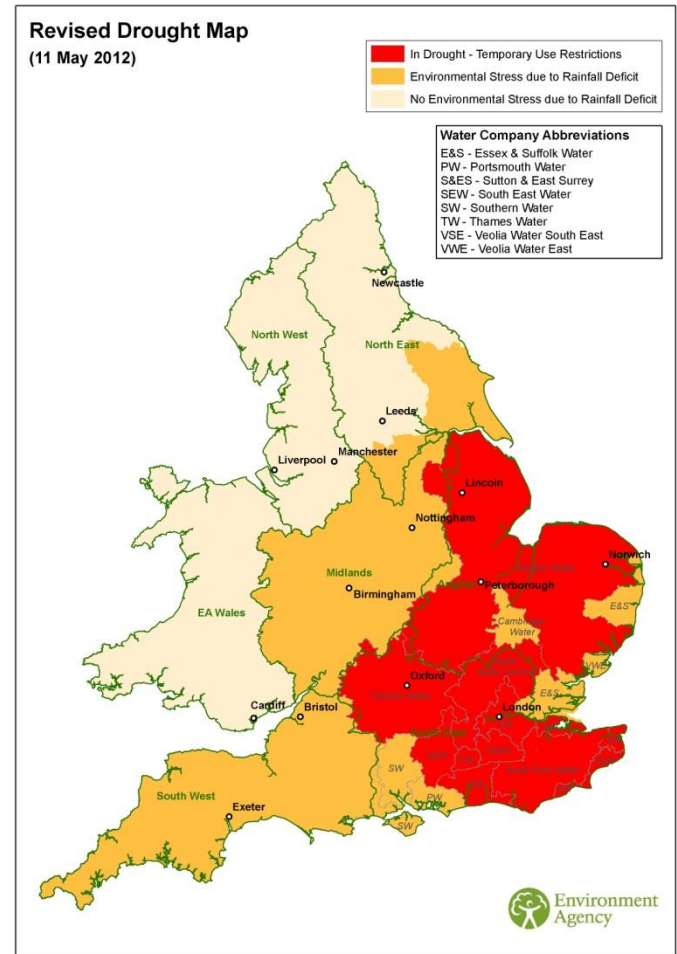 Revised Drought Map
(11 May 2012)
In Drought - Temporary Use Restrictions
Environmental Stress due to Rainfall Deficit
No Environmental Stress due to Rainfall Deficit
Water Company Abbreviations
E&S - Essex & Suffolk Water
PW - Portsmouth Water
S&ES - Sutton & East Surrey
SEW - South East Water
SW - Southern Water
TW - Thames Water
VSE - Veolia Water South East
VWE - Veolia Water East
Newcastle
North West
North East
Leeds
Manchester
Liverpool
Lincoln
Nottingham
Norwich
Midlands
Peterborough
Birmingham
E&S
EA Wales
Cambridge
Water
VWE
Oxford
E&S
Cardiff
Bristol
London
SW
South West
PW
Exeter
SW
Environment
Agency